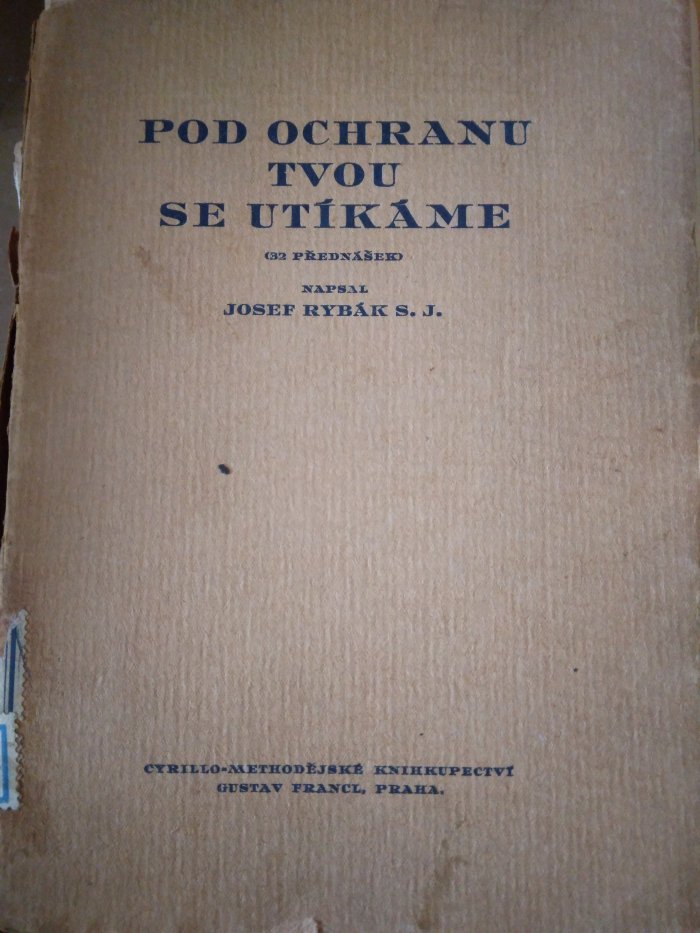 POD OCHRANU
TVOU
SE UTÍKÁME
(32 PŘEDNÁŠEK)
NAPSAL
JOSEF RYBÁK S. J.
CYRILLO-METHODĚJSKÉ KNIHKUPECTVÍ
GUSTAV FRANCL, PRAHA.